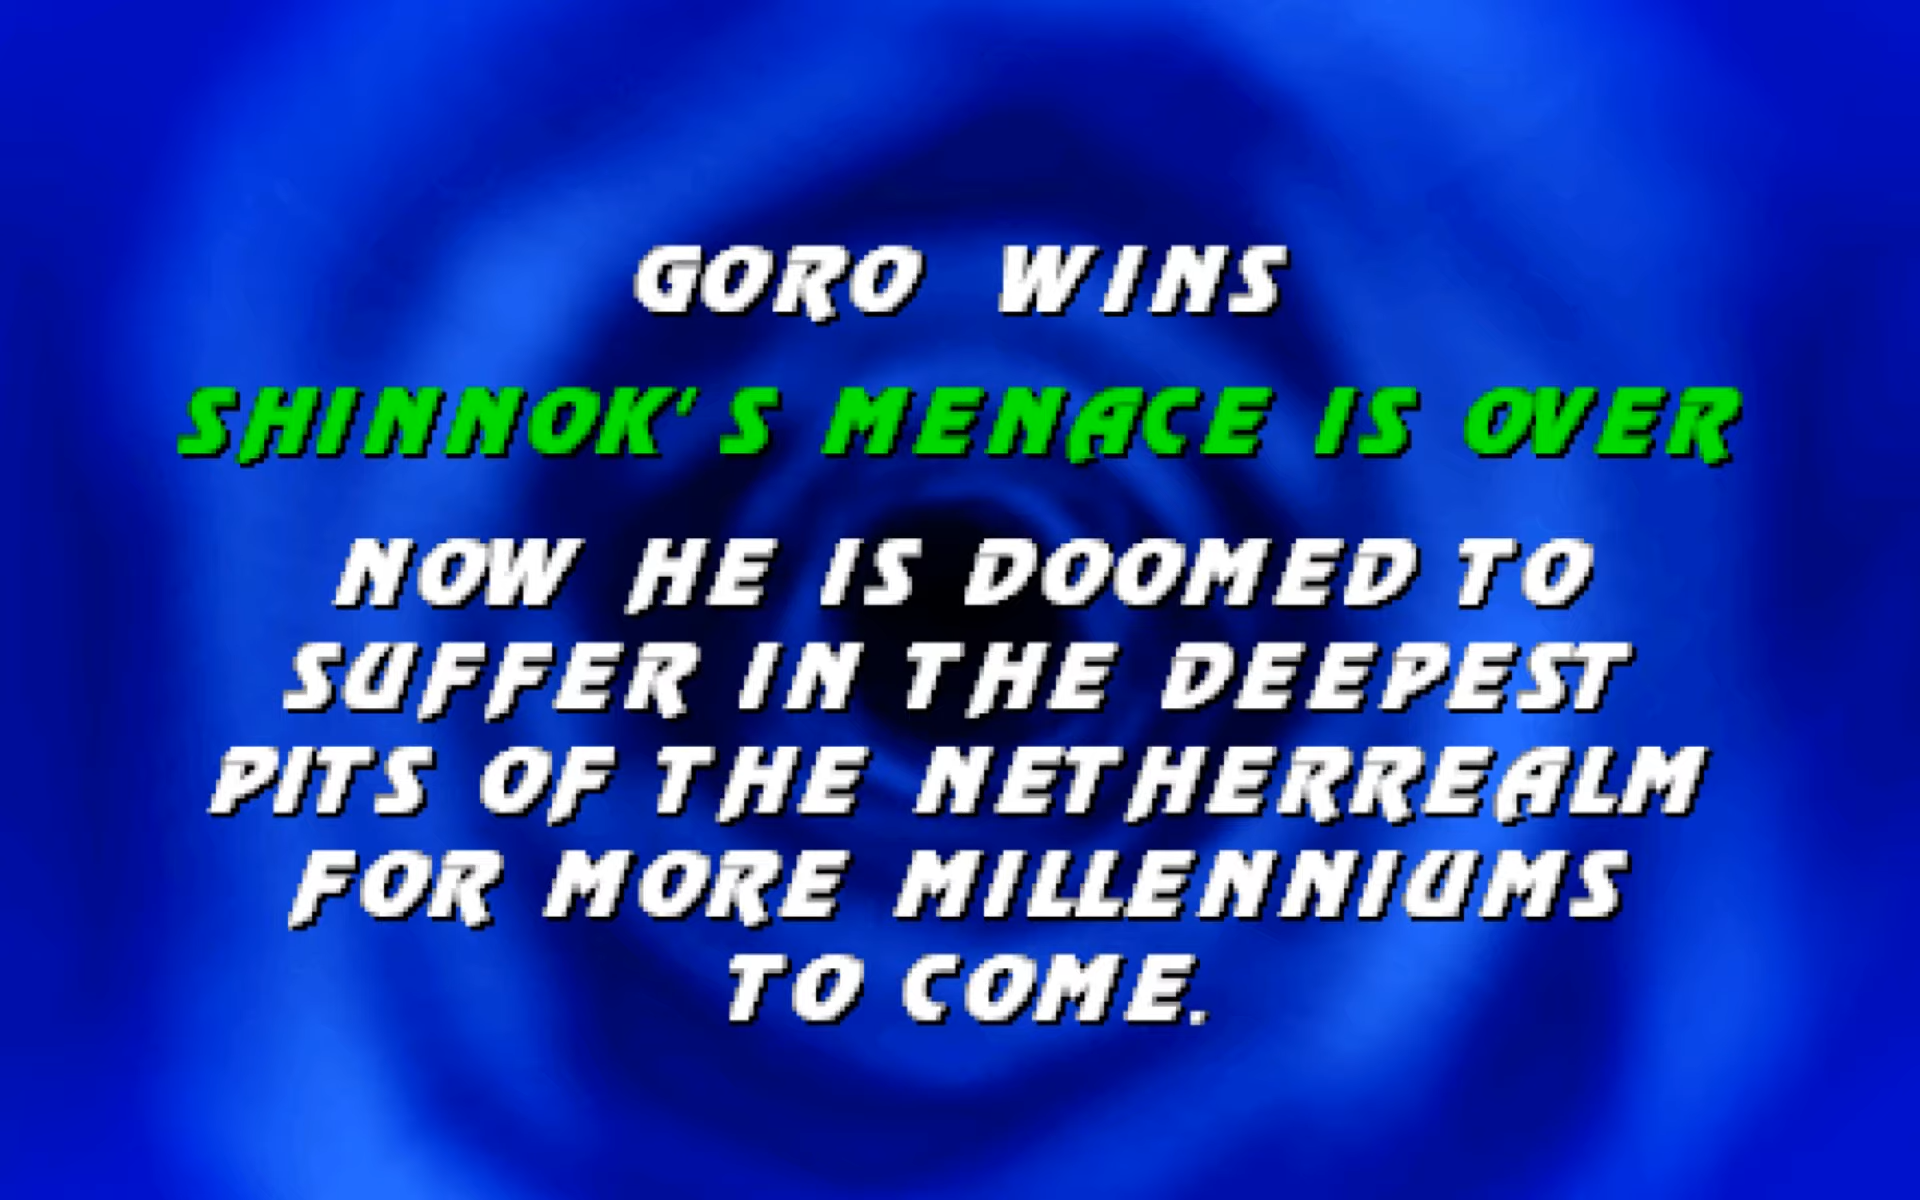 GORO WINS
SHINNOK'S MENACE IS OVER
NOW HE IS DOOMED TO
SUFFER IN THE DEEPEST
PITS OF THE NETHERREALM
FOR MORE MILLENNIUMS
TO COME.